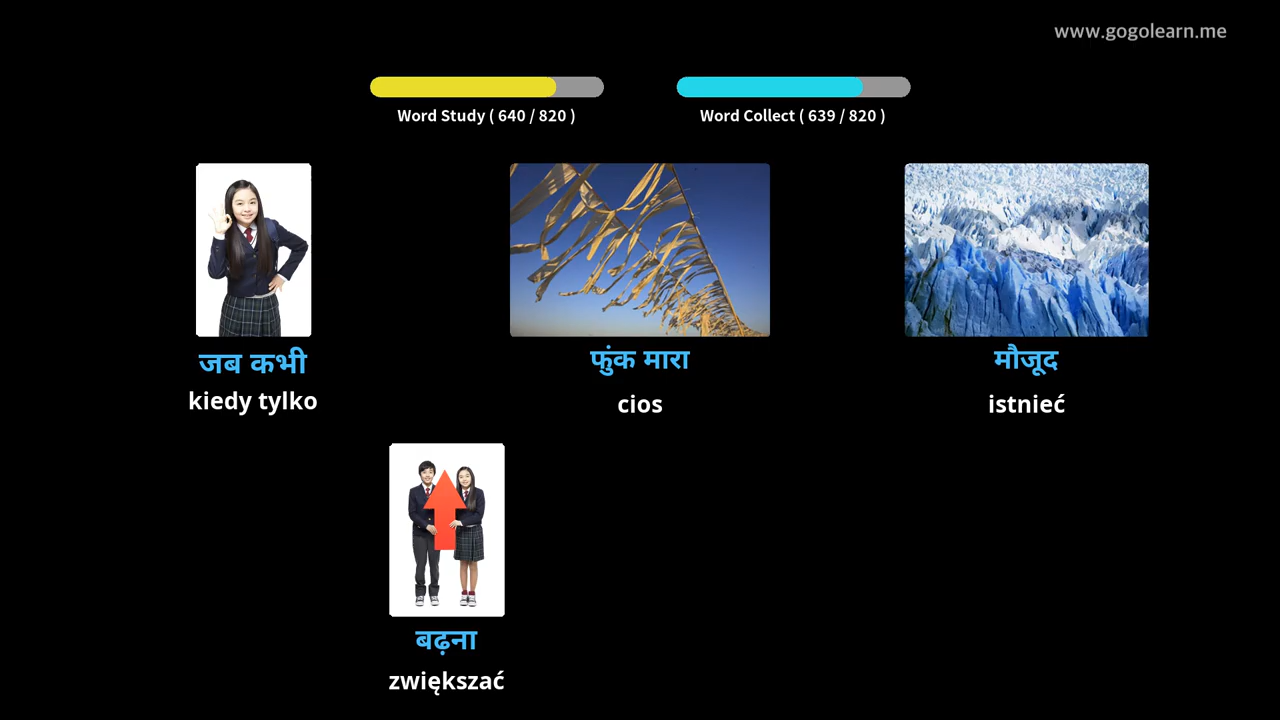 www.gogolearn.me
Word Study ( 640 / 820 )
Word Collect ( 639 / 820 )
जब कभी
kiedy tylko
फुंक मारा
cios
मौजूद
istnieć
बढ़ना
zwiększać